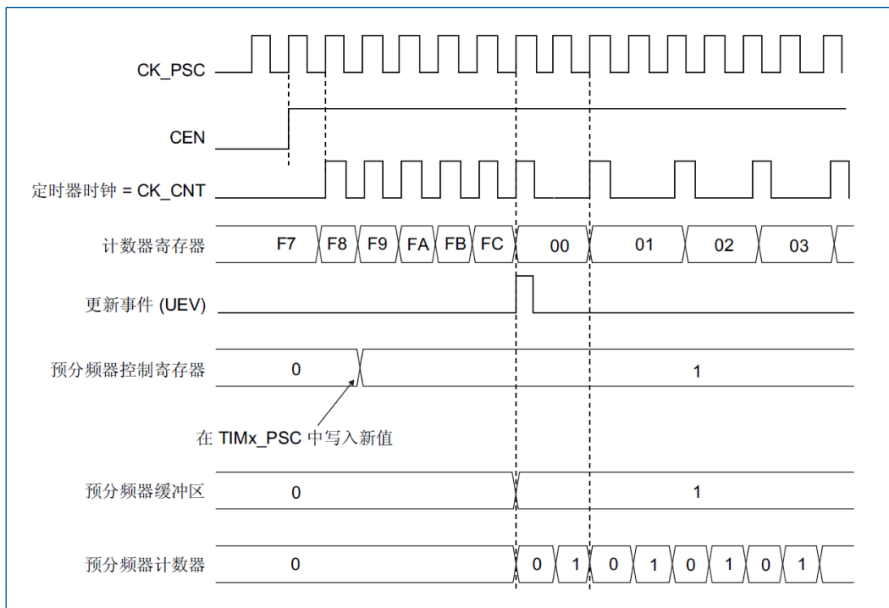 CK_PSC
CEN
定时器时钟 = CK_CNT
计数器寄存器 F7 F8 F9 FA FB FC 00 01 02 03
更新事件 (UEV)
预分频器控制寄存器 0 1
在 TIMx_PSC 中写入新值
预分频器缓冲区 0 1
预分频器计数器 0 0 1 0 1 0 1 0 1